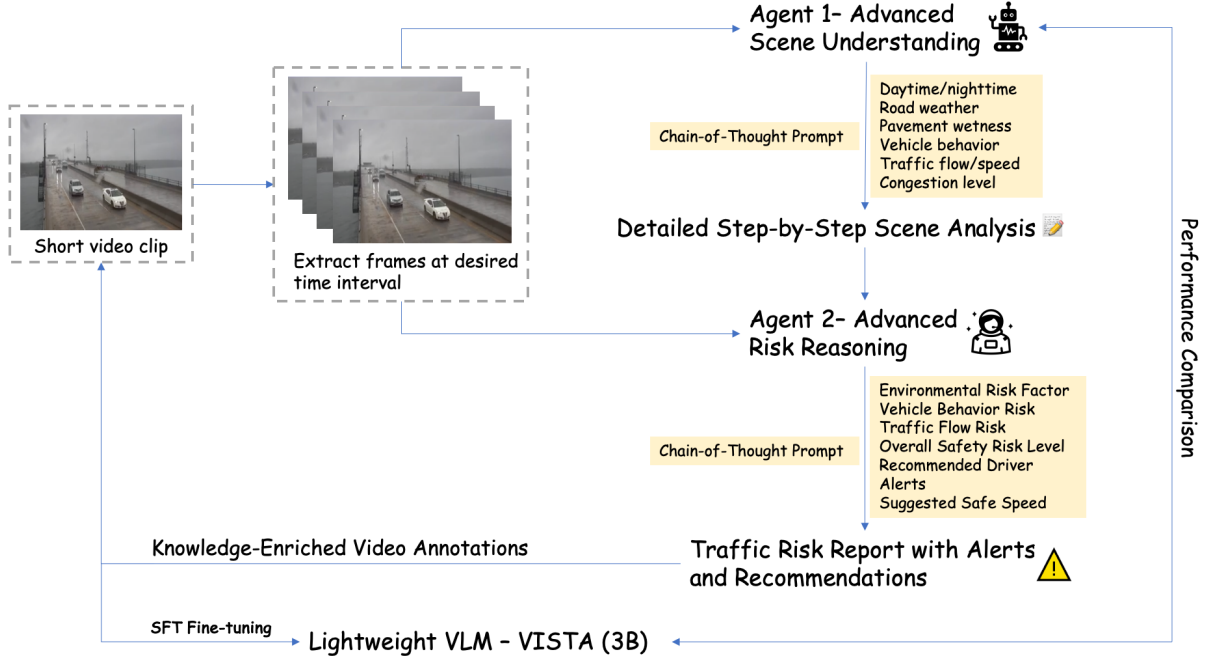 Agent 1– Advanced
Scene Understanding
Daytime/nighttime
Road weather
Pavement wetness
Vehicle behavior
Traffic flow/speed
Congestion level
Chain-of-Thought Prompt
Short video clip
Extract frames at desired
time interval
Detailed Step-by-Step Scene Analysis
Agent 2– Advanced
Risk Reasoning
Environmental Risk Factor
Vehicle Behavior Risk
Traffic Flow Risk
Overall Safety Risk Level
Recommended Driver
Alerts
Suggested Safe Speed
Chain-of-Thought Prompt
Performance Comparison
Knowledge-Enriched Video Annotations
Traffic Risk Report with Alerts
and Recommendations
SFT Fine-tuning
Lightweight VLM – VISTA (3B)